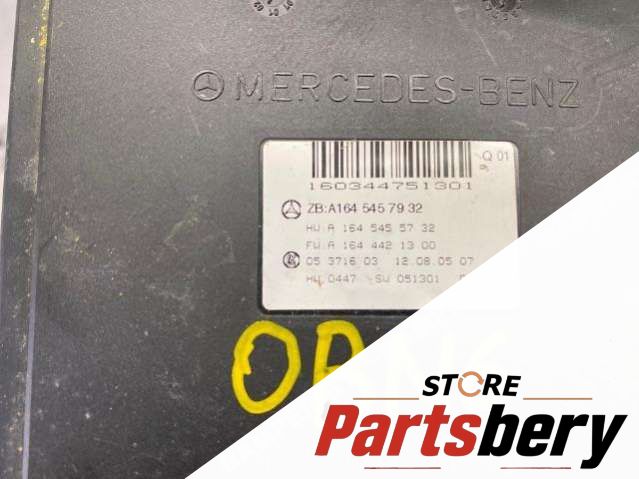 MERCEDES-BENZ
Q 01
160344751301
ZB:A164 545 79 32
HW:A 164 545 57 32
FW:A 164 442 13 00
05 3716 03 12.08.05 07
HW 0447 SW 051301
STORE
Partsbery